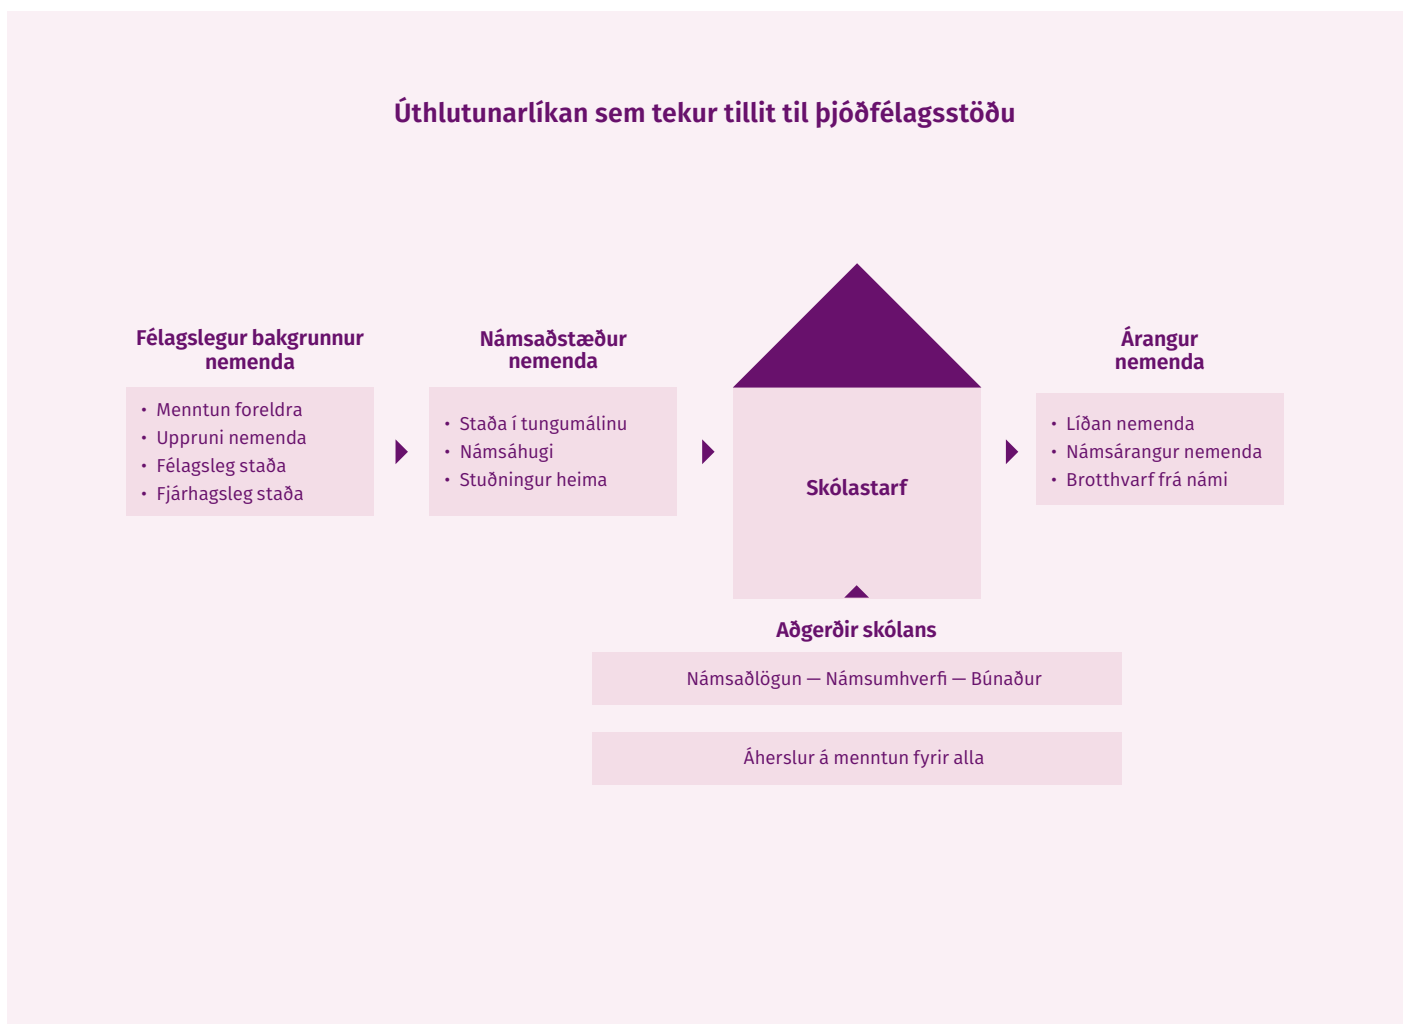 Úthlutunarlíkan sem tekur tillit til þjóðfélagsstöðu
Félagslegur bakgrunnur
nemenda
• Menntun foreldra
• Uppruni nemenda
• Félagsleg staða
• Fjárhagsleg staða
Námsaðstæður
nemenda
• Staða í tungumálinu
• Námsáhugi
• Stuðningur heima
Skólastarf
Árangur
nemenda
• Líðan nemenda
• Námsárangur nemenda
• Brotthvarf frá námi
Aðgerðir skólans
Námsaðlögun — Námsumhverfi — Búnaður
Áherslur á menntun fyrir alla